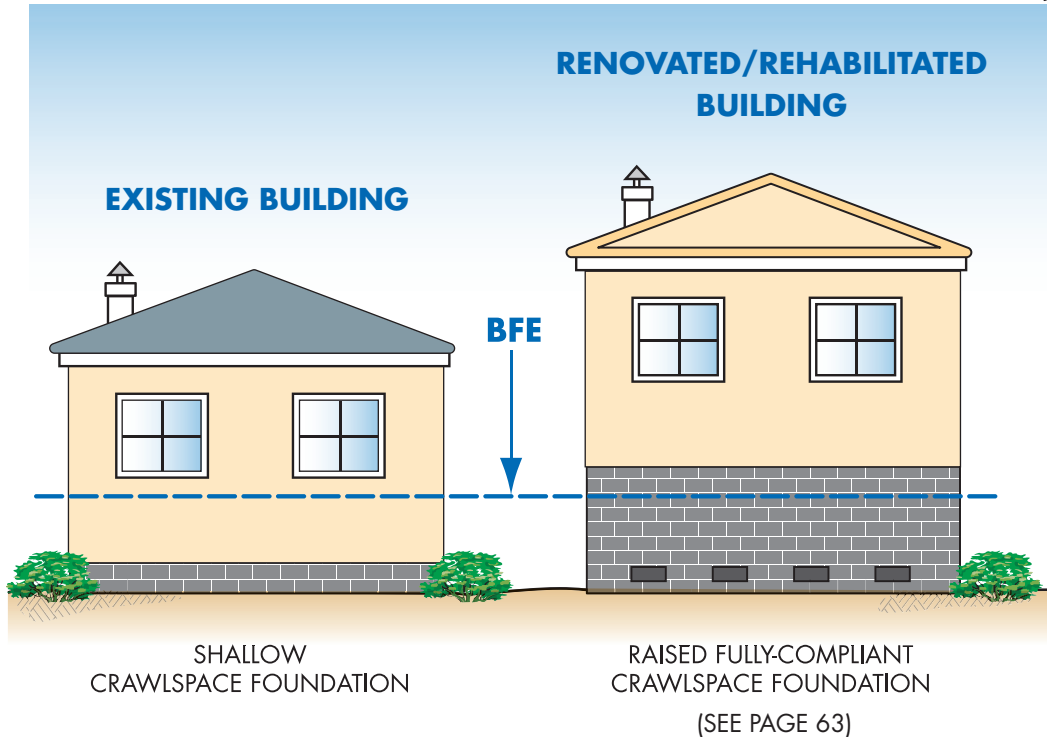 RENOVATED/REHABILITATED
BUILDING
EXISTING BUILDING
BFE
SHALLOW
CRAWLSPACE FOUNDATION
RAISED FULLY-COMPLIANT
CRAWLSPACE FOUNDATION
(SEE PAGE 63)